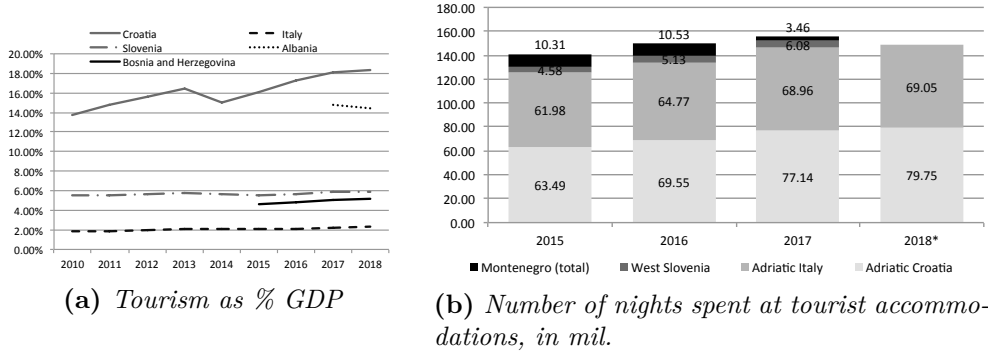 Croatia
Italy
Slovenia
Albania
Bosnia and Herzegovina
20.00%
18.00%
16.00%
14.00%
12.00%
10.00%
8.00%
6.00%
4.00%
2.00%
0.00%
2010 2011 2012 2013 2014 2015 2016 2017 2018
(a) Tourism as % GDP
180.00
160.00
140.00
120.00
100.00
80.00
60.00
40.00
20.00
0.00
10.31 10.53 3.46
4.58 5.13 6.08
61.98 64.77 68.96 69.05
63.49 69.55 77.14 79.75
2015 2016 2017 2018*
Montenegro (total) West Slovenia Adriatic Italy Adriatic Croatia
(b) Number of nights spent at tourist accommo-
dations, in mil.